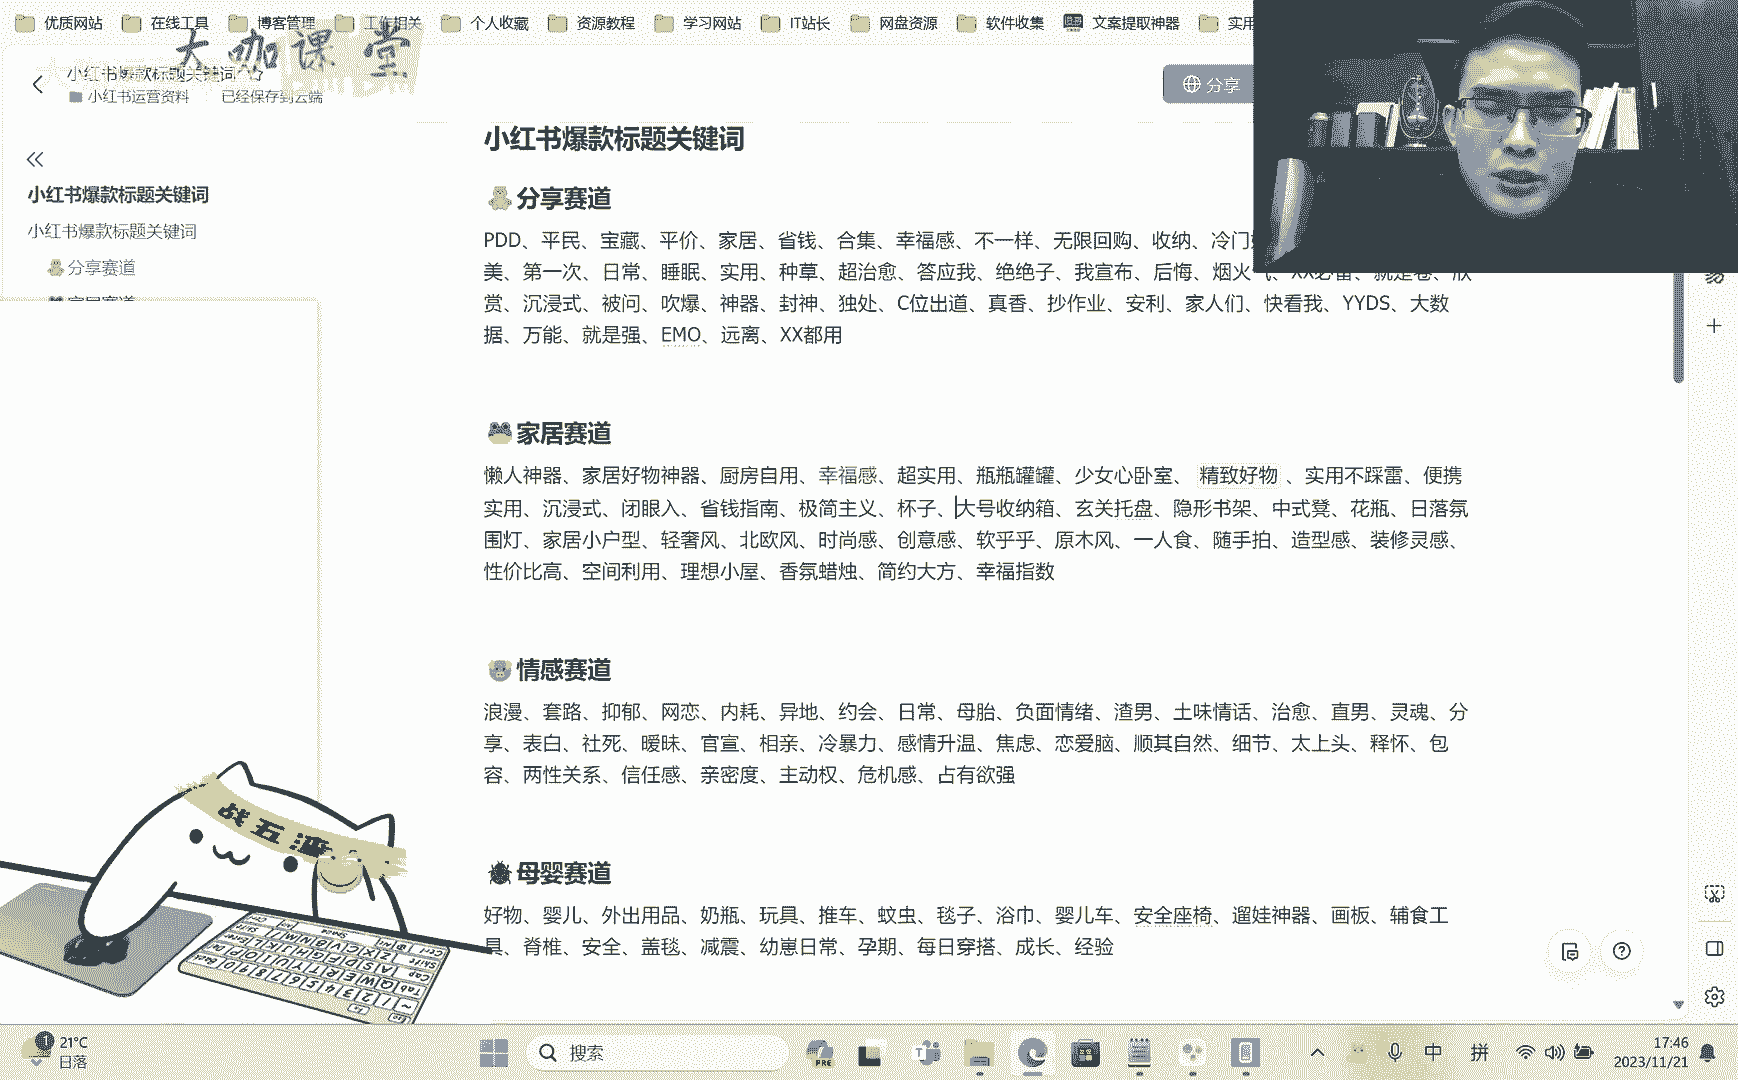 优质网站 在线工具 博客管理 工作相关 个人收藏 资源教程 学习网站 IT站长 网盘资源 软件收集 文案提取神器 实用
大咖课堂
小红书爆款标题关键词
小红书运营资料 已经保存到云端
分享
小红书爆款标题关键词
小红书爆款标题关键词
小红书爆款标题关键词
分享赛道
家居赛道
分享赛道
PDD、平民、宝藏、平价、家居、省钱、合集、幸福感、不一样、无限回购、收纳、冷门
美、第一次、日常、睡眠、实用、种草、超治愈、答应我、绝绝子、我宣布、后悔、烟火气、XX必备、就是卷、欣
赏、沉浸式、被问、吹爆、神器、封神、独处、C位出道、真香、抄作业、安利、家人们、快看我、YYDS、大数
据、万能、就是强、EMO、远离、XX都用
家居赛道
懒人神器、家居好物神器、厨房自用、幸福感、超实用、瓶瓶罐罐、少女心卧室、 精致好物 、实用不踩雷、便携
实用、沉浸式、闭眼入、省钱指南、极简主义、杯子、大号收纳箱、玄关托盘、隐形书架、中式凳、花瓶、日落氛
围灯、家居小户型、轻奢风、北欧风、时尚感、创意感、软乎乎、原木风、一人食、随手拍、造型感、装修灵感、
性价比高、空间利用、理想小屋、香氛蜡烛、简约大方、幸福指数
情感赛道
浪漫、套路、抑郁、网恋、内耗、异地、约会、日常、母胎、负面情绪、渣男、土味情话、治愈、直男、灵魂、分
享、表白、社死、暧昧、官宣、相亲、冷暴力、感情升温、焦虑、恋爱脑、顺其自然、细节、太上头、释怀、包
容、两性关系、信任感、亲密度、主动权、危机感、占有欲强
母婴赛道
好物、婴儿、外出用品、奶瓶、玩具、推车、蚊虫、毯子、浴巾、婴儿车、安全座椅、遛娃神器、画板、辅食工
具、脊椎、安全、盖毯、减震、幼崽日常、孕期、每日穿搭、成长、经验
战五渣
1 21°C
日落
搜索
PRE
中 拼
17:46
2023/11/21